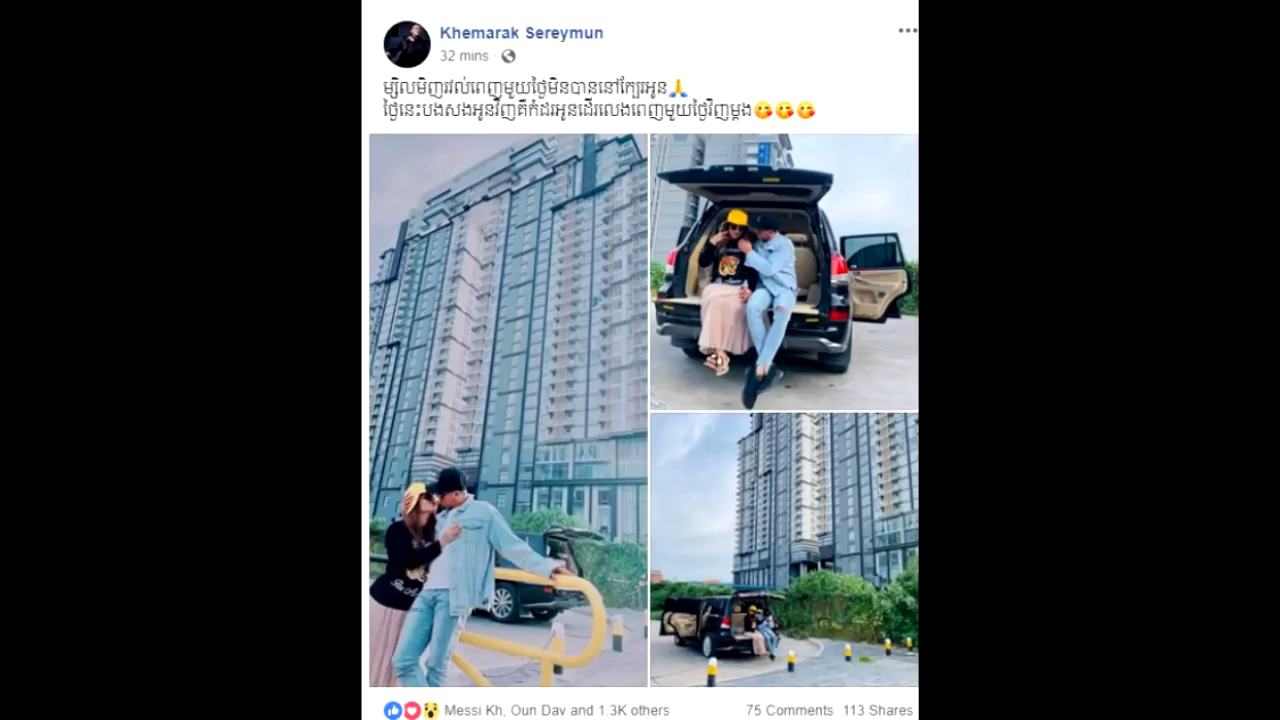 Khemarak Sereymun
32 mins
ម្សិលមិញរវល់ពេញមួយថ្ងៃមិនបាននៅក្បែរអូន🙏
ថ្ងៃនេះបងសងអូនវិញគឺកំដរអូនដើរលេងពេញមួយថ្ងៃវិញម្តង😋😋😋
Messi Kh, Oun Dav and 1.3K others
75 Comments 113 Shares